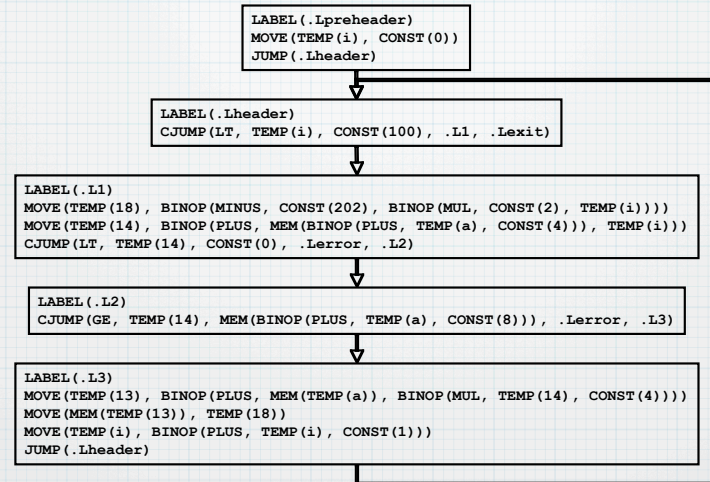 LABEL(.Lpreheader)
MOVE(TEMP(i), CONST(0))
JUMP(.Lheader)
LABEL(.Lheader)
CJUMP(LT, TEMP(i), CONST(100), .L1, .Lexit)
LABEL(.L1)
MOVE(TEMP(18), BINOP(MINUS, CONST(202), BINOP(MUL, CONST(2), TEMP(i))))
MOVE(TEMP(14), BINOP(PLUS, MEM(BINOP(PLUS, TEMP(a), CONST(4))), TEMP(i)))
CJUMP(LT, TEMP(14), CONST(0), .Lerror, .L2)
LABEL(.L2)
CJUMP(GE, TEMP(14), MEM(BINOP(PLUS, TEMP(a), CONST(8))), .Lerror, .L3)
LABEL(.L3)
MOVE(TEMP(13), BINOP(PLUS, MEM(TEMP(a)), BINOP(MUL, TEMP(14), CONST(4))))
MOVE(MEM(TEMP(13)), TEMP(18))
MOVE(TEMP(i), BINOP(PLUS, TEMP(i), CONST(1)))
JUMP(.Lheader)